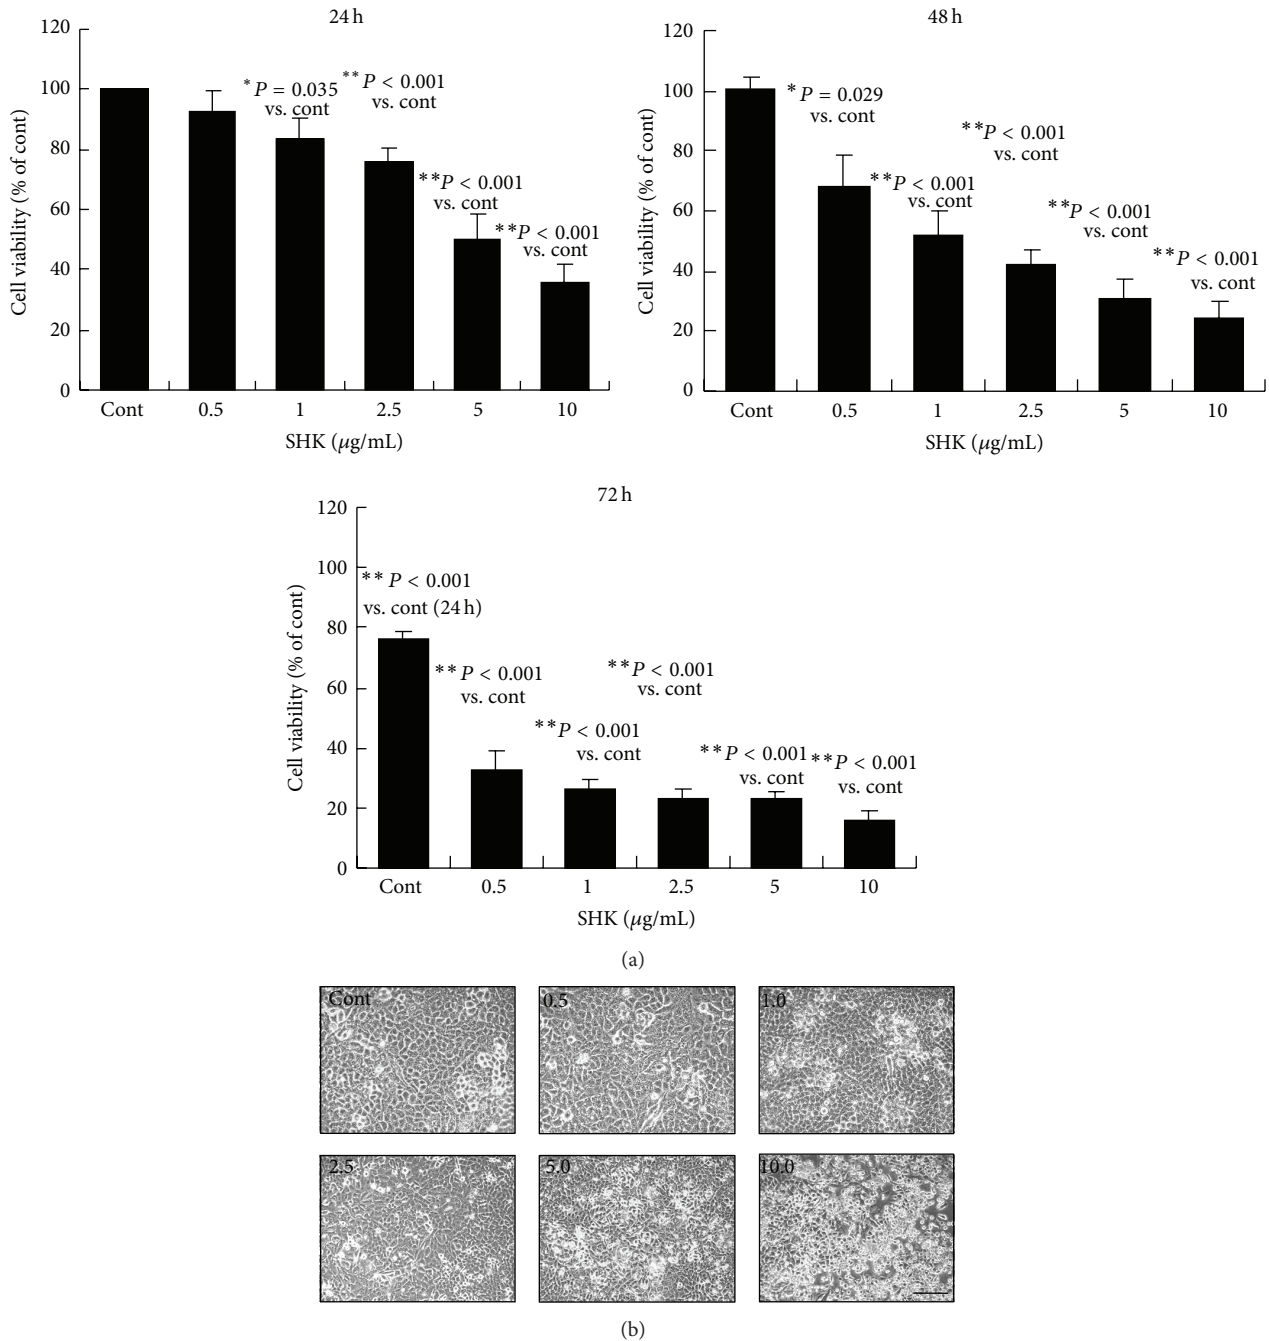 24 h
120
100
80
60
40
20
0
Cell viability (% of cont)
*P = 0.035
vs. cont
**P < 0.001
vs. cont
**P < 0.001
vs. cont
**P < 0.001
vs. cont
Cont 0.5 1 2.5 5 10
SHK (μg/mL)
48 h
120
100
80
60
40
20
0
Cell viability (% of cont)
*P = 0.029
vs. cont
**P < 0.001
vs. cont
**P < 0.001
vs. cont
**P < 0.001
vs. cont
**P < 0.001
vs. cont
Cont 0.5 1 2.5 5 10
SHK (μg/mL)
72 h
120
100
80
60
40
20
0
Cell viability (% of cont)
**P < 0.001
vs. cont (24 h)
**P < 0.001
vs. cont
**P < 0.001
vs. cont
**P < 0.001
vs. cont
**P < 0.001
vs. cont
**P < 0.001
vs. cont
Cont 0.5 1 2.5 5 10
SHK (μg/mL)
(a)
Cont 0.5 1.0
2.5 5.0 10.0
(b)